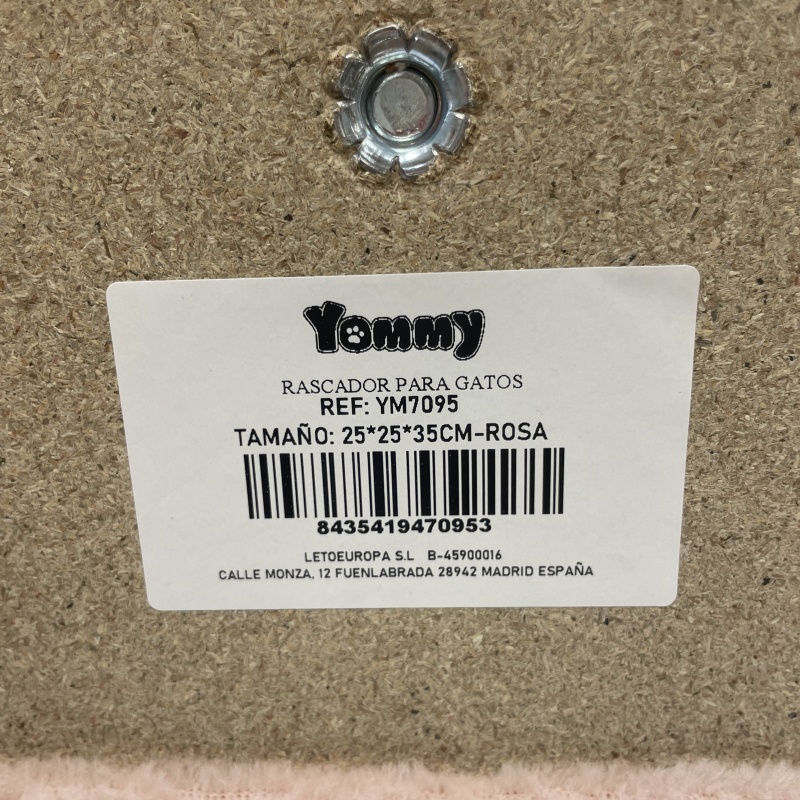 Yommy
RASCADOR PARA GATOS
REF: YM7095
TAMAÑO: 25*25*35CM-ROSA
8435419470953
LETOEUROPA S.L B-45900016
CALLE MONZA, 12 FUENLABRADA 28942 MADRID ESPAÑA